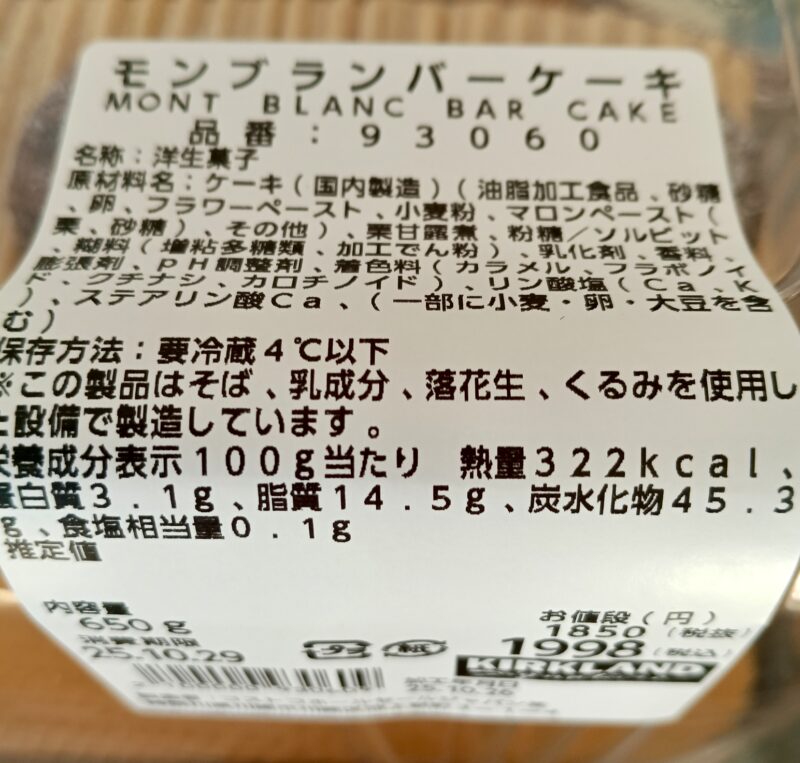 モンブランバーケーキ
MONT BLANC BAR CAKE
品番:93060
名称:洋生菓子
原材料名:ケーキ(国内製造)(油脂加工食品、砂糖
、卵、フラワーペースト、小麦粉、マロンペースト(
栗、砂糖)、その他)、栗甘露煮、粉糖/ソルビット
、糊料(増粘多糖類、加工でん粉)、乳化剤、香料、
膨張剤、pH調整剤、着色料(カラメル、フラボノイ
ド、クチナシ、カロチノイド)、リン酸塩(Ca、K
)、ステアリン酸Ca、(一部に小麦・卵・大豆を含
む)
保存方法:要冷蔵4℃以下
※この製品はそば、乳成分、落花生、くるみを使用し
た設備で製造しています。
栄養成分表示100g当たり 熱量322kcal、
蛋白質3.1g、脂質14.5g、炭水化物45.3
g、食塩相当量0.1g
推定値
内容量
650g
消費期限
25.10.29
プラ 紙
お値段(円)
1850(税抜)
1998(税込)
KIRKLAND
加工年月日
25.10.26